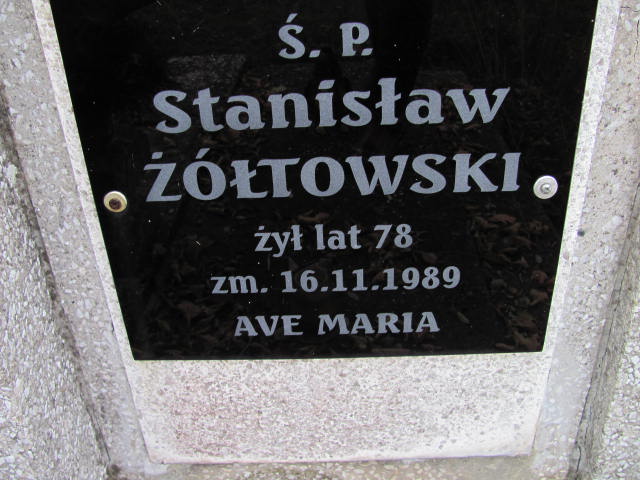 Ś. P.
Stanisław
ŻÓŁTOWSKI
żył lat 78
zm. 16.11.1989
AVE MARIA